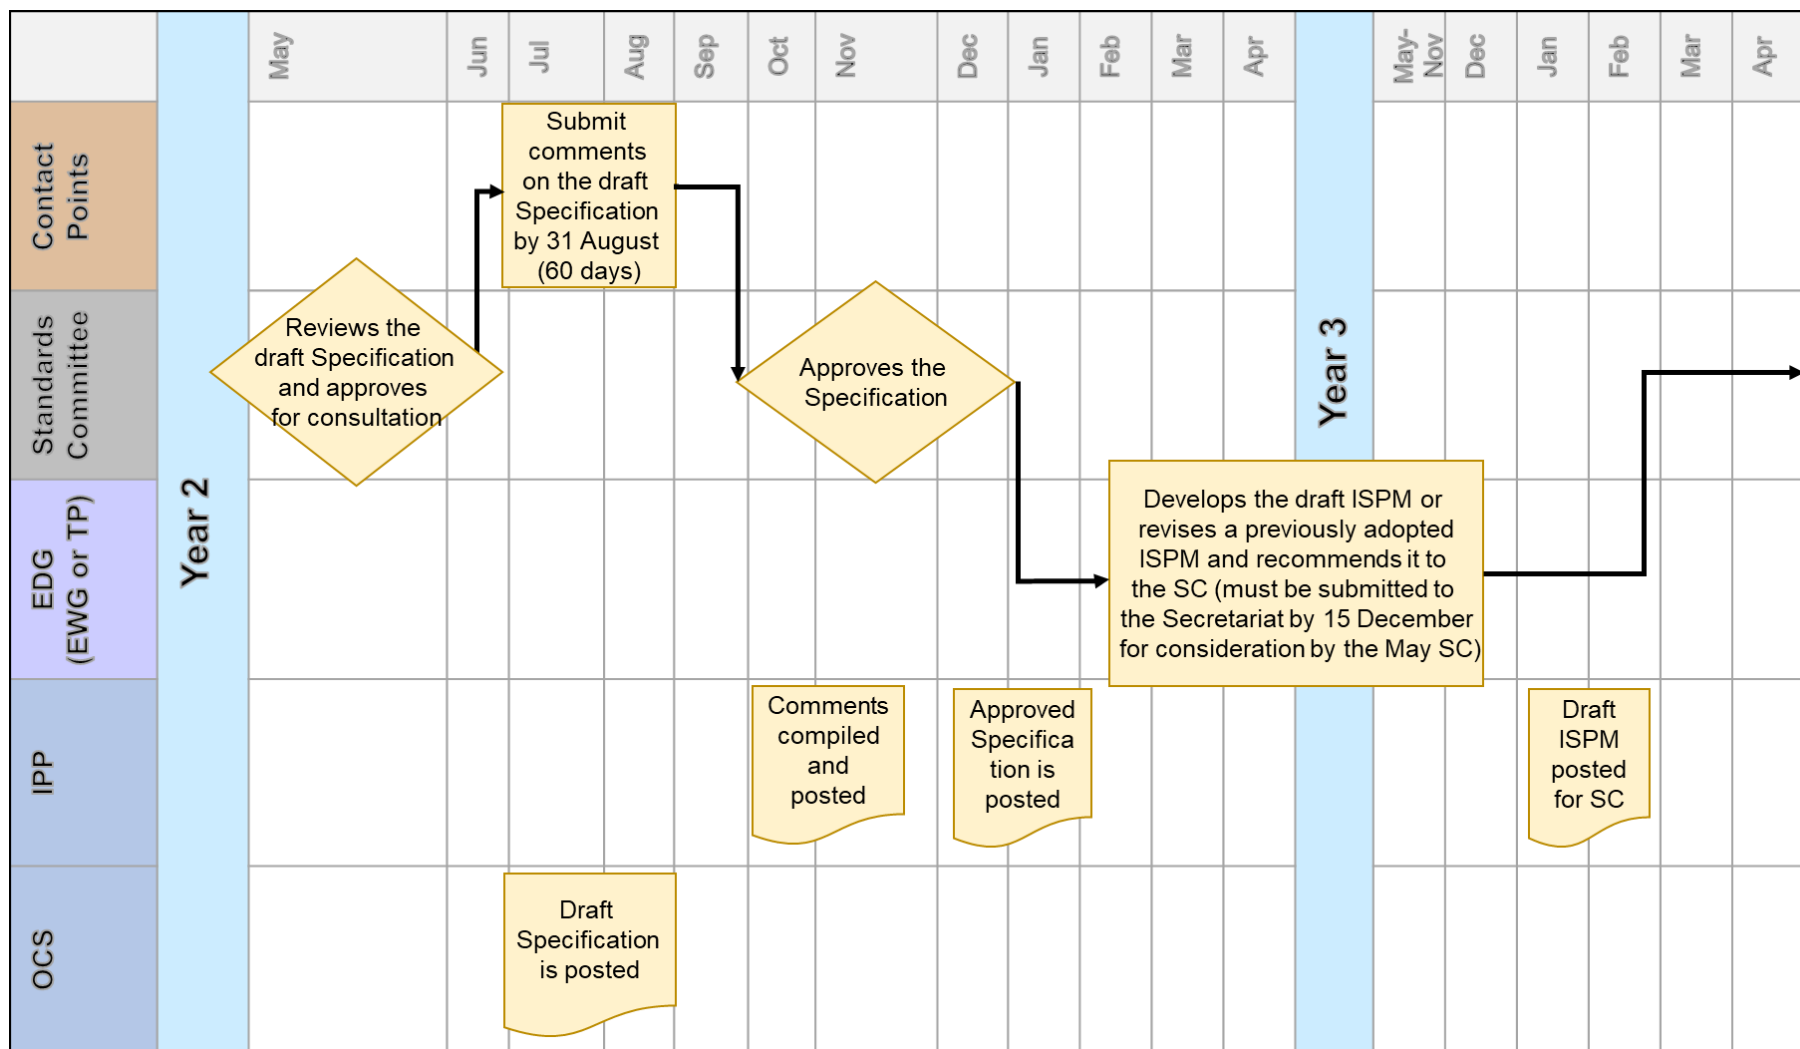 May
Jun
Jul
Aug
Sep
Oct
Nov
Dec
Jan
Feb
Mar
Apr
May-
Nov
Dec
Jan
Feb
Mar
Apr
Year 2
Year 3
Contact
Points
Submit
comments
on the draft
Specification
by 31 August
(60 days)
Standards
Committee
Reviews the
draft Specification
and approves
for consultation
Approves the
Specification
EDG
(EWG or TP)
Develops the draft ISPM or
revises a previously adopted
ISPM and recommends it to
the SC (must be submitted to
the Secretariat by 15 December
for consideration by the May SC)
IPP
Comments
compiled
and
posted
Approved
Specifica
tion is
posted
Draft
ISPM
posted
for SC
OCS
Draft
Specification
is posted